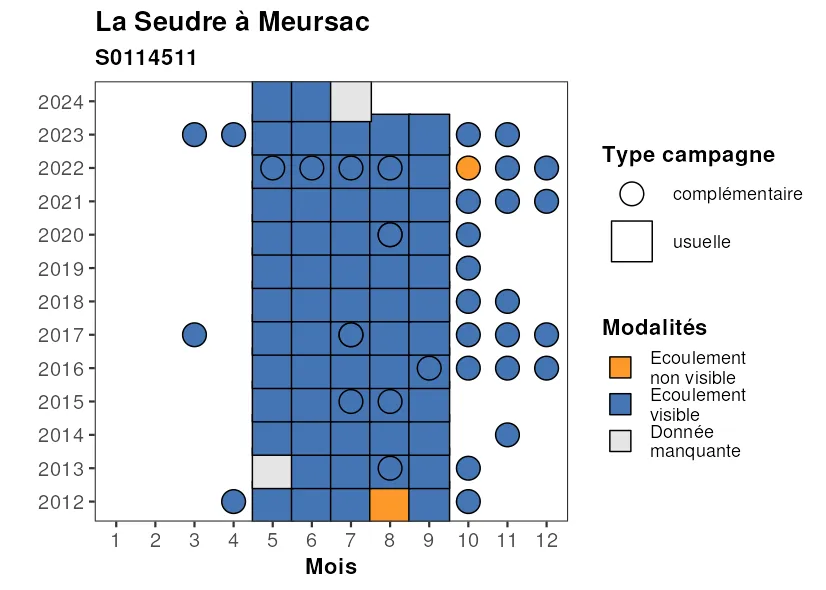 La Seudre à Meursac
S0114511
2024
2023
2022
2021
2020
2019
2018
2017
2016
2015
2014
2013
2012
1 2 3 4 5 6 7 8 9 10 11 12
Mois
Type campagne
complémentaire
usuelle
Modalités
Ecoulement
non visible
Ecoulement
visible
Donnée
manquante